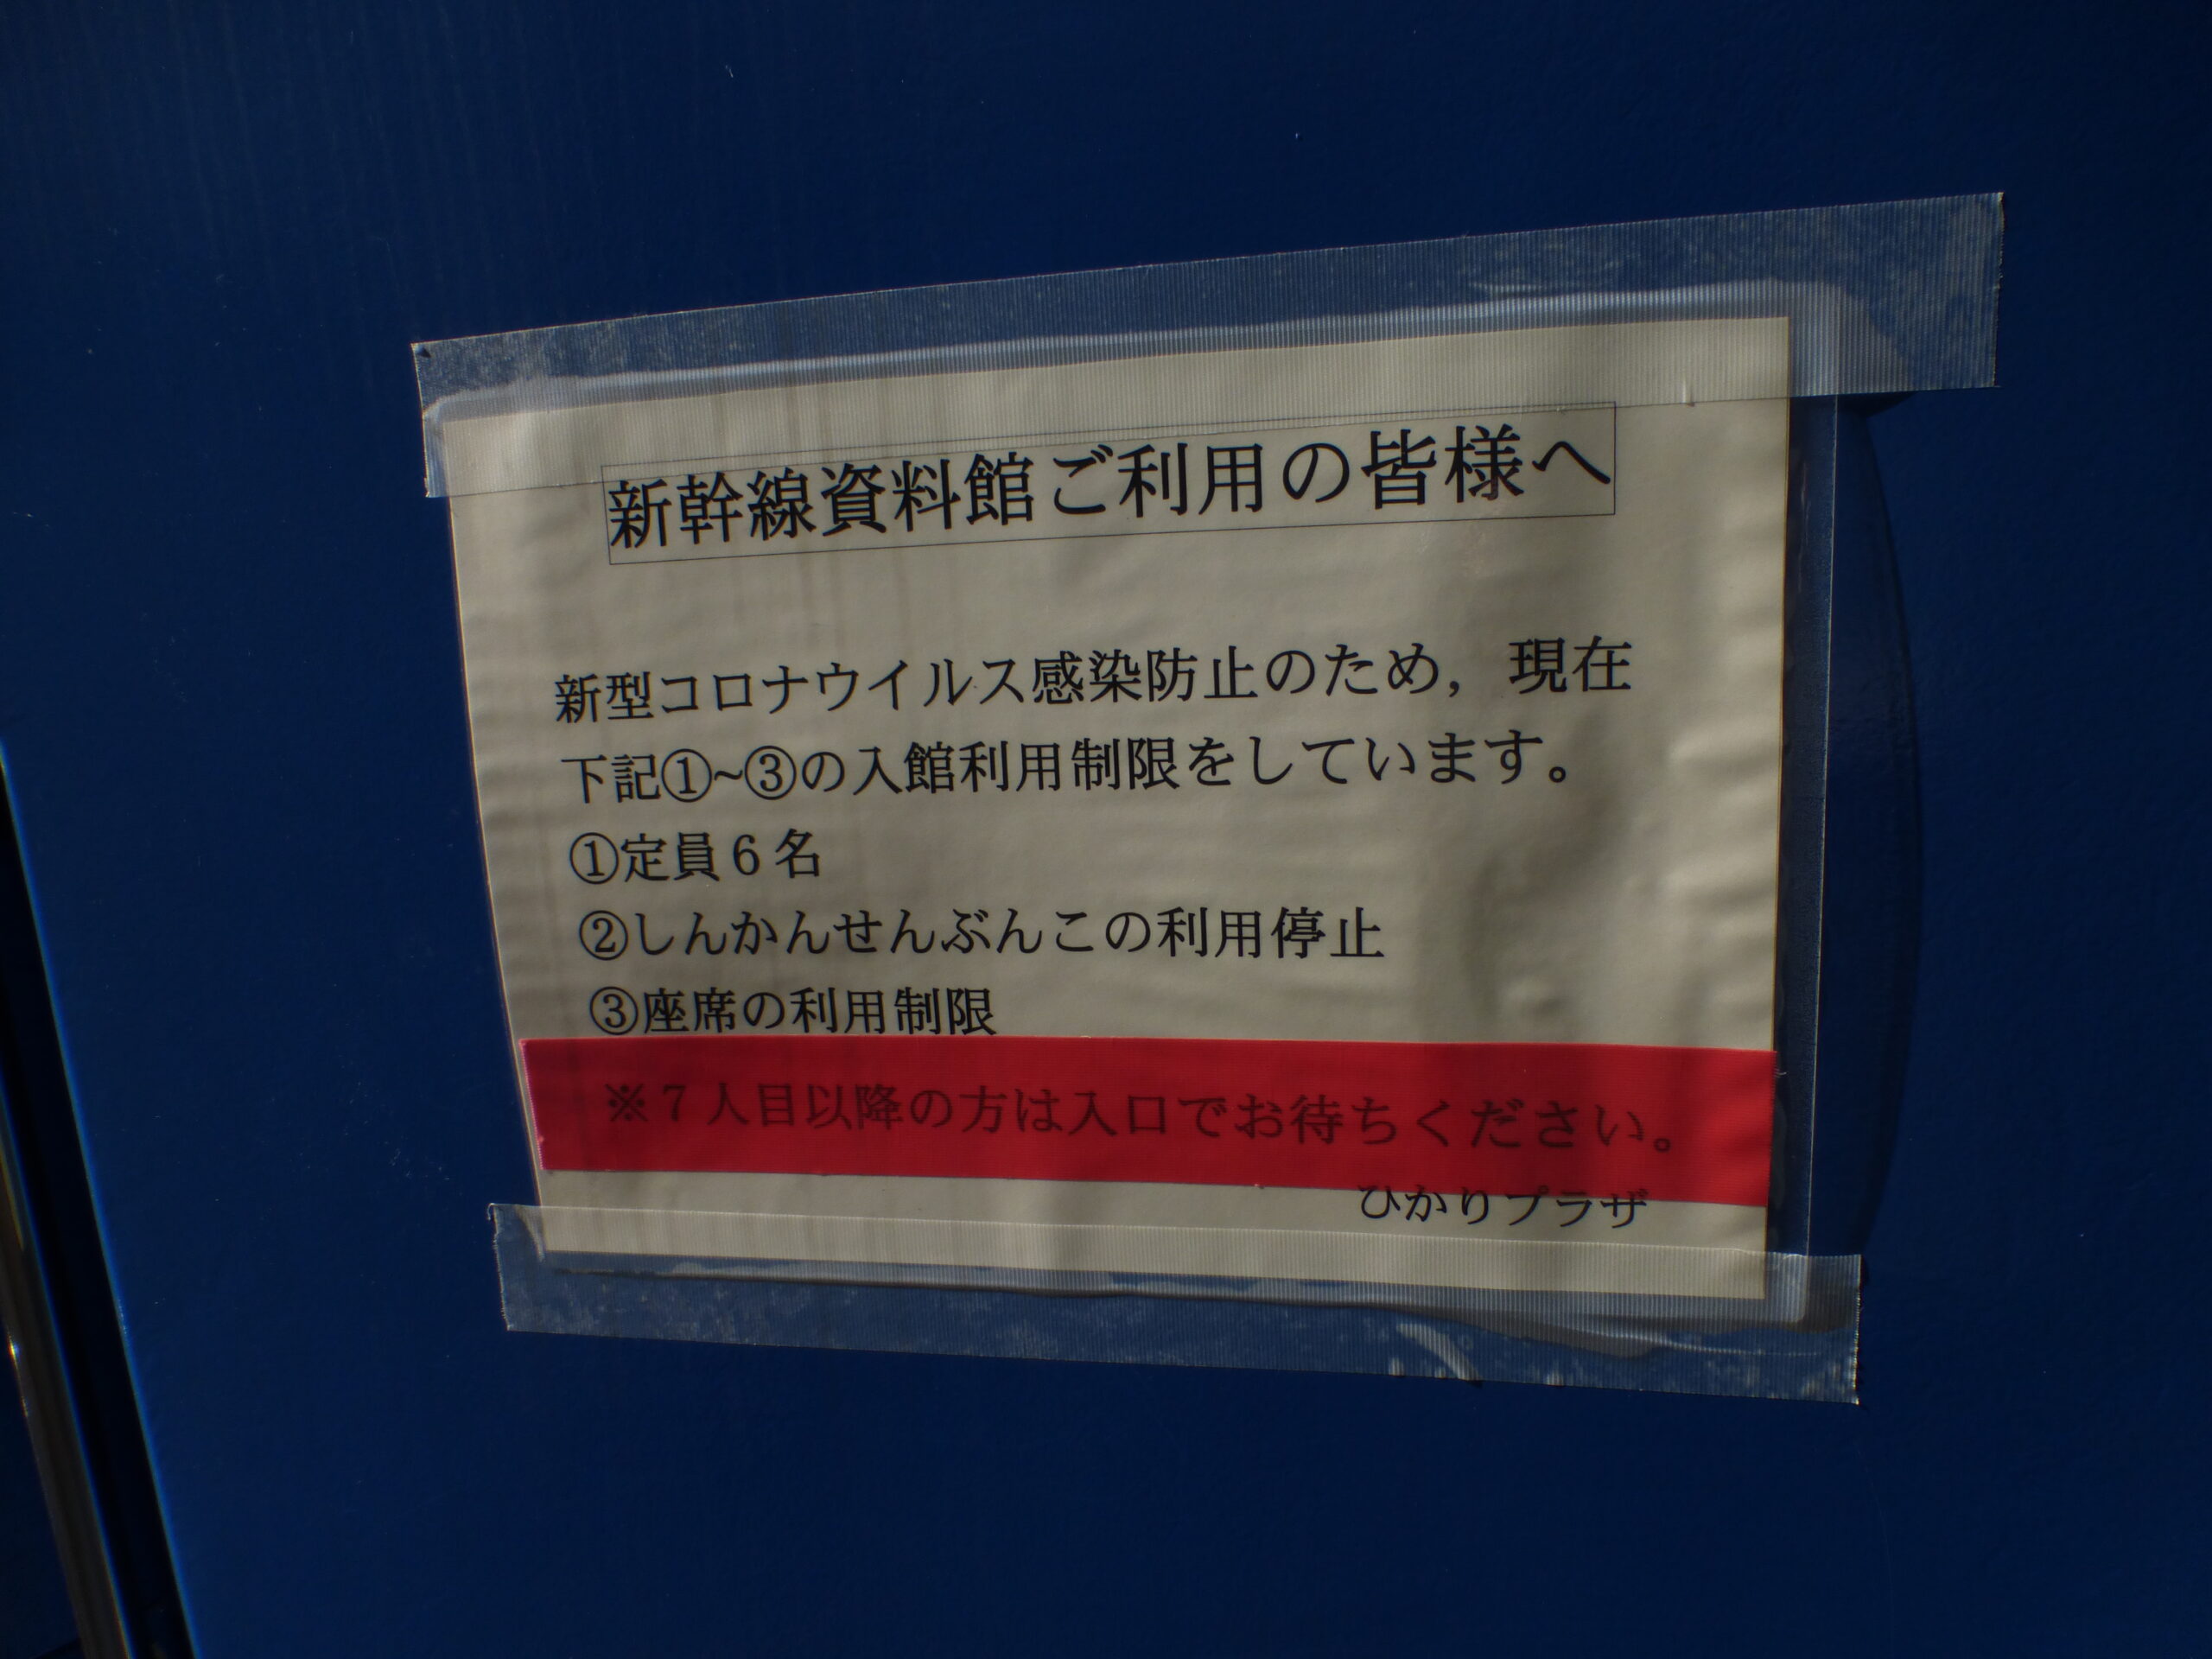 新幹線資料館ご利用の皆様へ
新型コロナウイルス感染防止のため，現在
下記①~③の入館利用制限をしています。
①定員６名
②しんかんせんぶんこの利用停止
③座席の利用制限
※７人目以降の方は入口でお待ちください。
ひかりプラザ